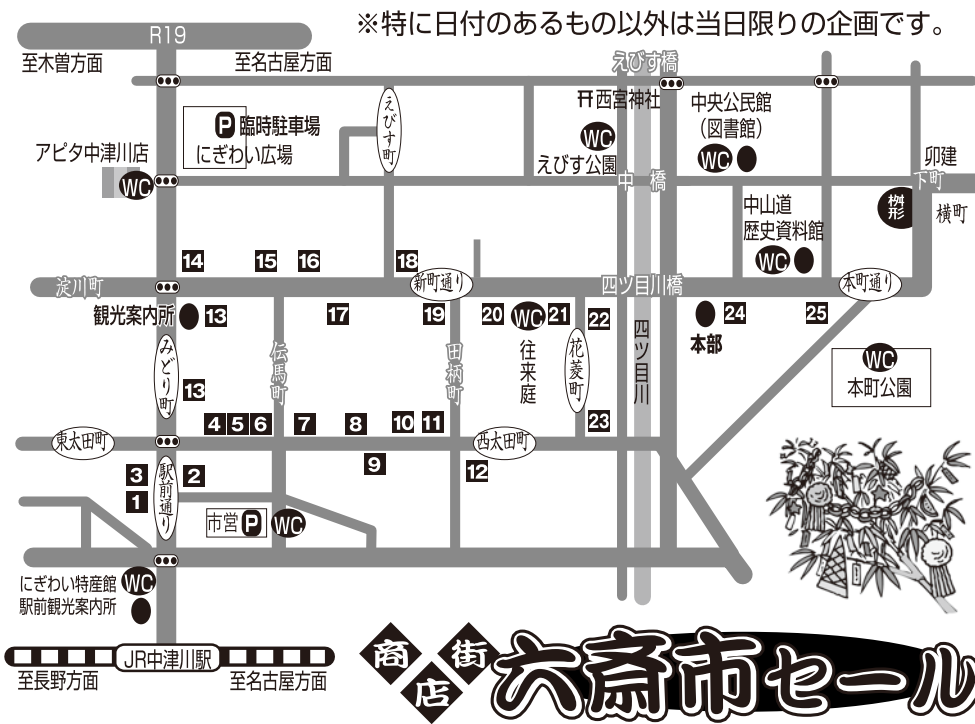 ※特に日付のあるもの以外は当日限りの企画です。
R19
至木曽方面
至名古屋方面
えびす橋
西宮神社
中央公民館
(図書館)
P 臨時駐車場
にぎわい広場
えびす町
WC
えびす公園
WC
アピタ中津川店
WC
中橋
卯建
下町
横町
桝形
中山道
歴史資料館
WC
14
15
16
18
淀川町
新町通り
四ツ目川橋
本町通り
観光案内所
13
17
19
20
WC
21
22
本部
24
25
みどり町
伝馬町
田柄町
往来庭
花菱町
四ツ目川
WC
本町公園
13
4
5
6
7
8
10
11
23
東太田町
西太田町
3
2
駅前通り
9
12
1
市営 P
WC
にぎわい特産館
WC
駅前観光案内所
JR中津川駅
至長野方面
至名古屋方面
商店街
六斎市セール